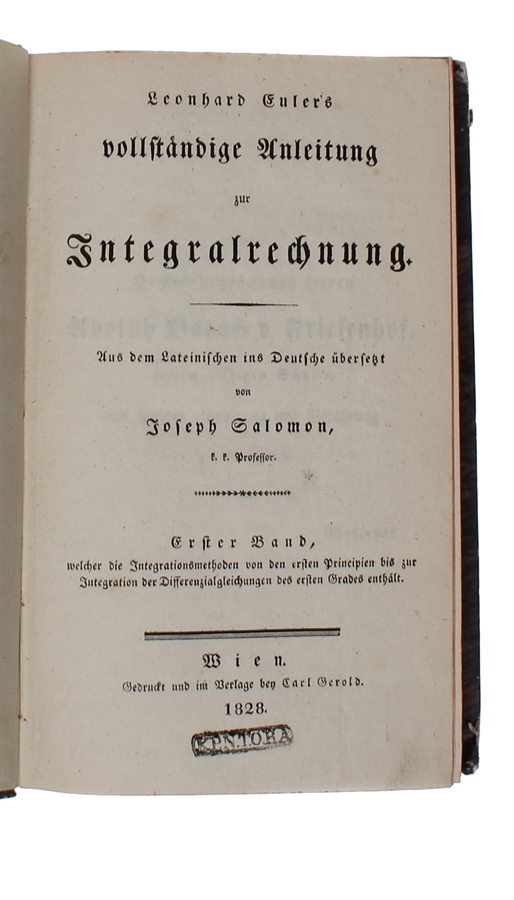 Leonhard Euler's
vollständige Anleitung
zur
Integralrechnung.
Aus dem Lateinischen ins Deutsche übersetzt
von
Joseph Salomon,
k. k. Professor.
Erster Band,
welcher die Integrationsmethoden von den ersten Principien bis zur
Integration der Differenzialgleichungen des ersten Grades enthält.
Wien.
Gedruckt und im Verlage bey Carl Gerold.
1828.